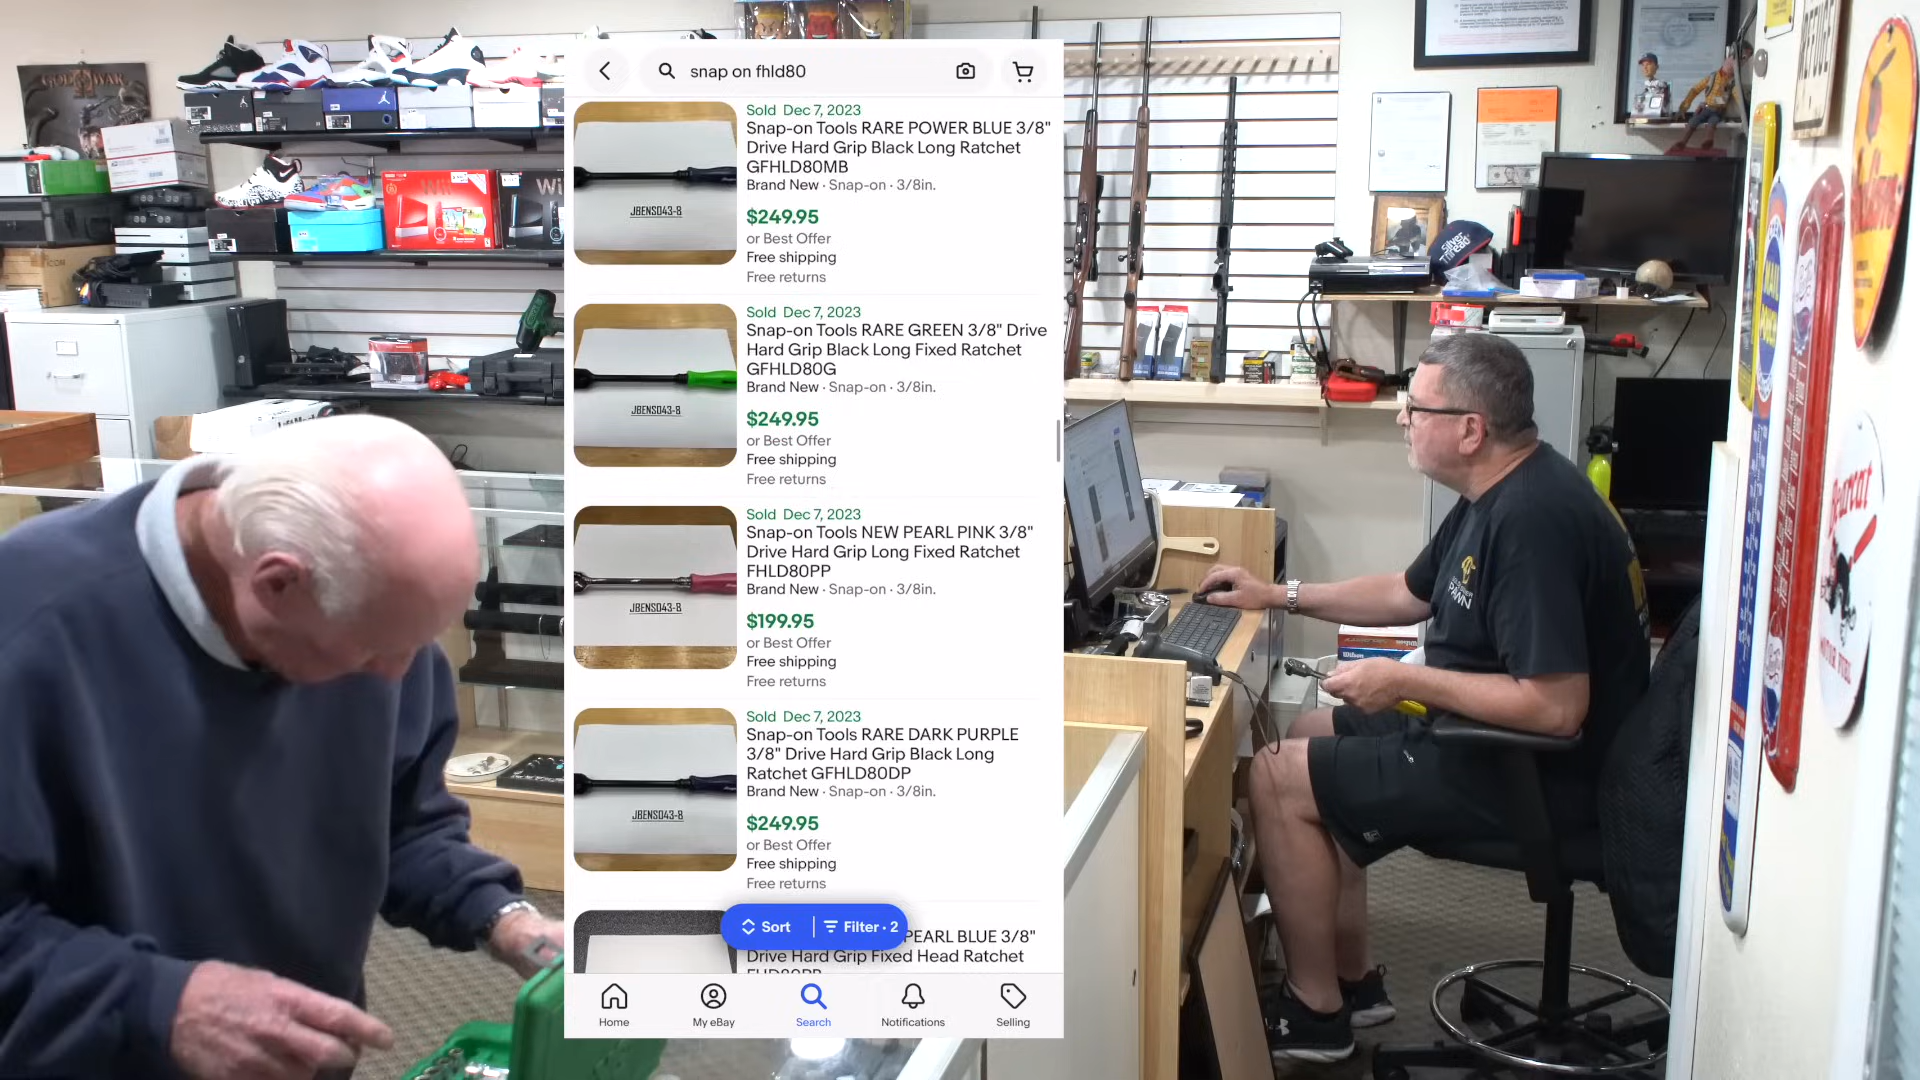 snap on fhld80
Sold Dec 7, 2023
Snap-on Tools RARE POWER BLUE 3/8"
Drive Hard Grip Black Long Ratchet
GFHLD80MB
Brand New · Snap-on · 3/8in.
$249.95
or Best Offer
Free shipping
Free returns
JBENS043-8
Sold Dec 7, 2023
Snap-on Tools RARE GREEN 3/8" Drive
Hard Grip Black Long Fixed Ratchet
GFHLD80G
Brand New · Snap-on · 3/8in.
$249.95
or Best Offer
Free shipping
Free returns
JBENS043-8
Sold Dec 7, 2023
Snap-on Tools NEW PEARL PINK 3/8"
Drive Hard Grip Long Fixed Ratchet
FHLD80PP
Brand New · Snap-on · 3/8in.
$199.95
or Best Offer
Free shipping
Free returns
JBENS043-8
Sold Dec 7, 2023
Snap-on Tools RARE DARK PURPLE
3/8" Drive Hard Grip Black Long
Ratchet GFHLD80DP
Brand New · Snap-on · 3/8in.
$249.95
or Best Offer
Free shipping
Free returns
JBENS043-8
Sort
Filter · 2
PEARL BLUE 3/8"
Drive Hard Grip Fixed Head Ratchet
Home
My eBay
Search
Notifications
Selling
GOD WAR
Wii
Wi
Silver
Thread
PAWN
Wilson